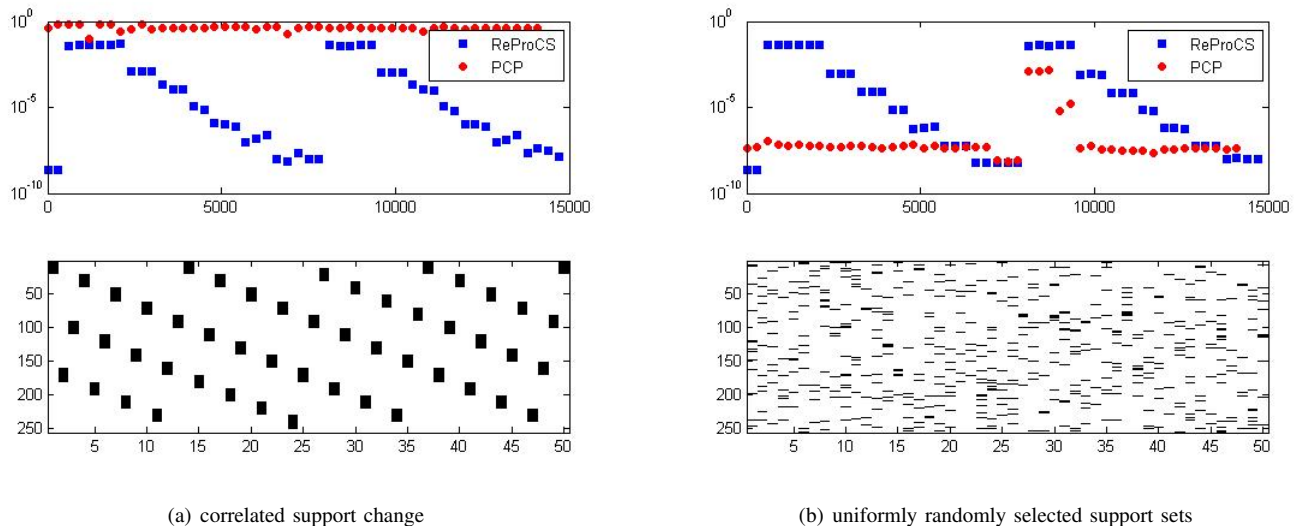 10^0
10^-5
10^-10
0 5000 10000 15000
ReProCS
PCP
50
100
150
200
250
5 10 15 20 25 30 35 40 45 50
(a) correlated support change
10^0
10^-5
10^-10
0 5000 10000 15000
ReProCS
PCP
50
100
150
200
250
5 10 15 20 25 30 35 40 45 50
(b) uniformly randomly selected support sets